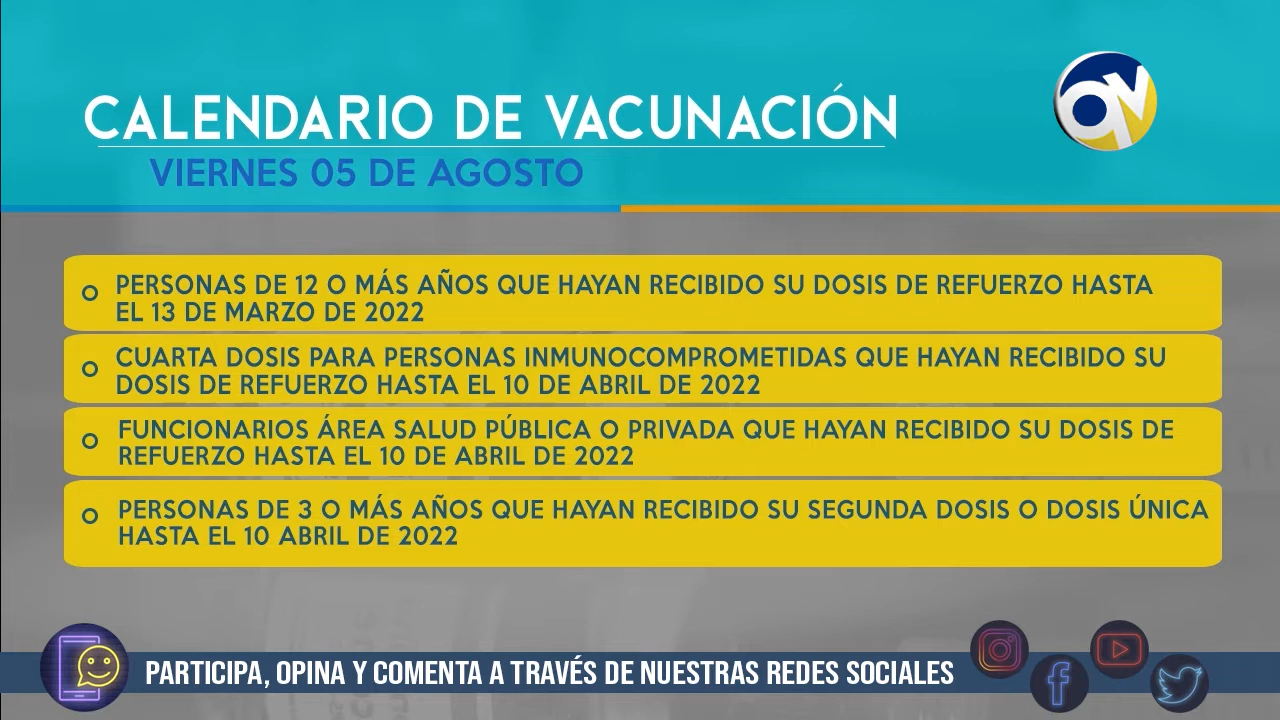 CALENDARIO DE VACUNACIÓN
VIERNES 05 DE AGOSTO
PERSONAS DE 12 O MÁS AÑOS QUE HAYAN RECIBIDO SU DOSIS DE REFUERZO HASTA
EL 13 DE MARZO DE 2022
CUARTA DOSIS PARA PERSONAS INMUNOCOMPROMETIDAS QUE HAYAN RECIBIDO SU
DOSIS DE REFUERZO HASTA EL 10 DE ABRIL DE 2022
FUNCIONARIOS ÁREA SALUD PÚBLICA O PRIVADA QUE HAYAN RECIBIDO SU DOSIS DE
REFUERZO HASTA EL 10 DE ABRIL DE 2022
PERSONAS DE 3 O MÁS AÑOS QUE HAYAN RECIBIDO SU SEGUNDA DOSIS O DOSIS ÚNICA
HASTA EL 10 ABRIL DE 2022
PARTICIPA, OPINA Y COMENTA A TRAVÉS DE NUESTRAS REDES SOCIALES